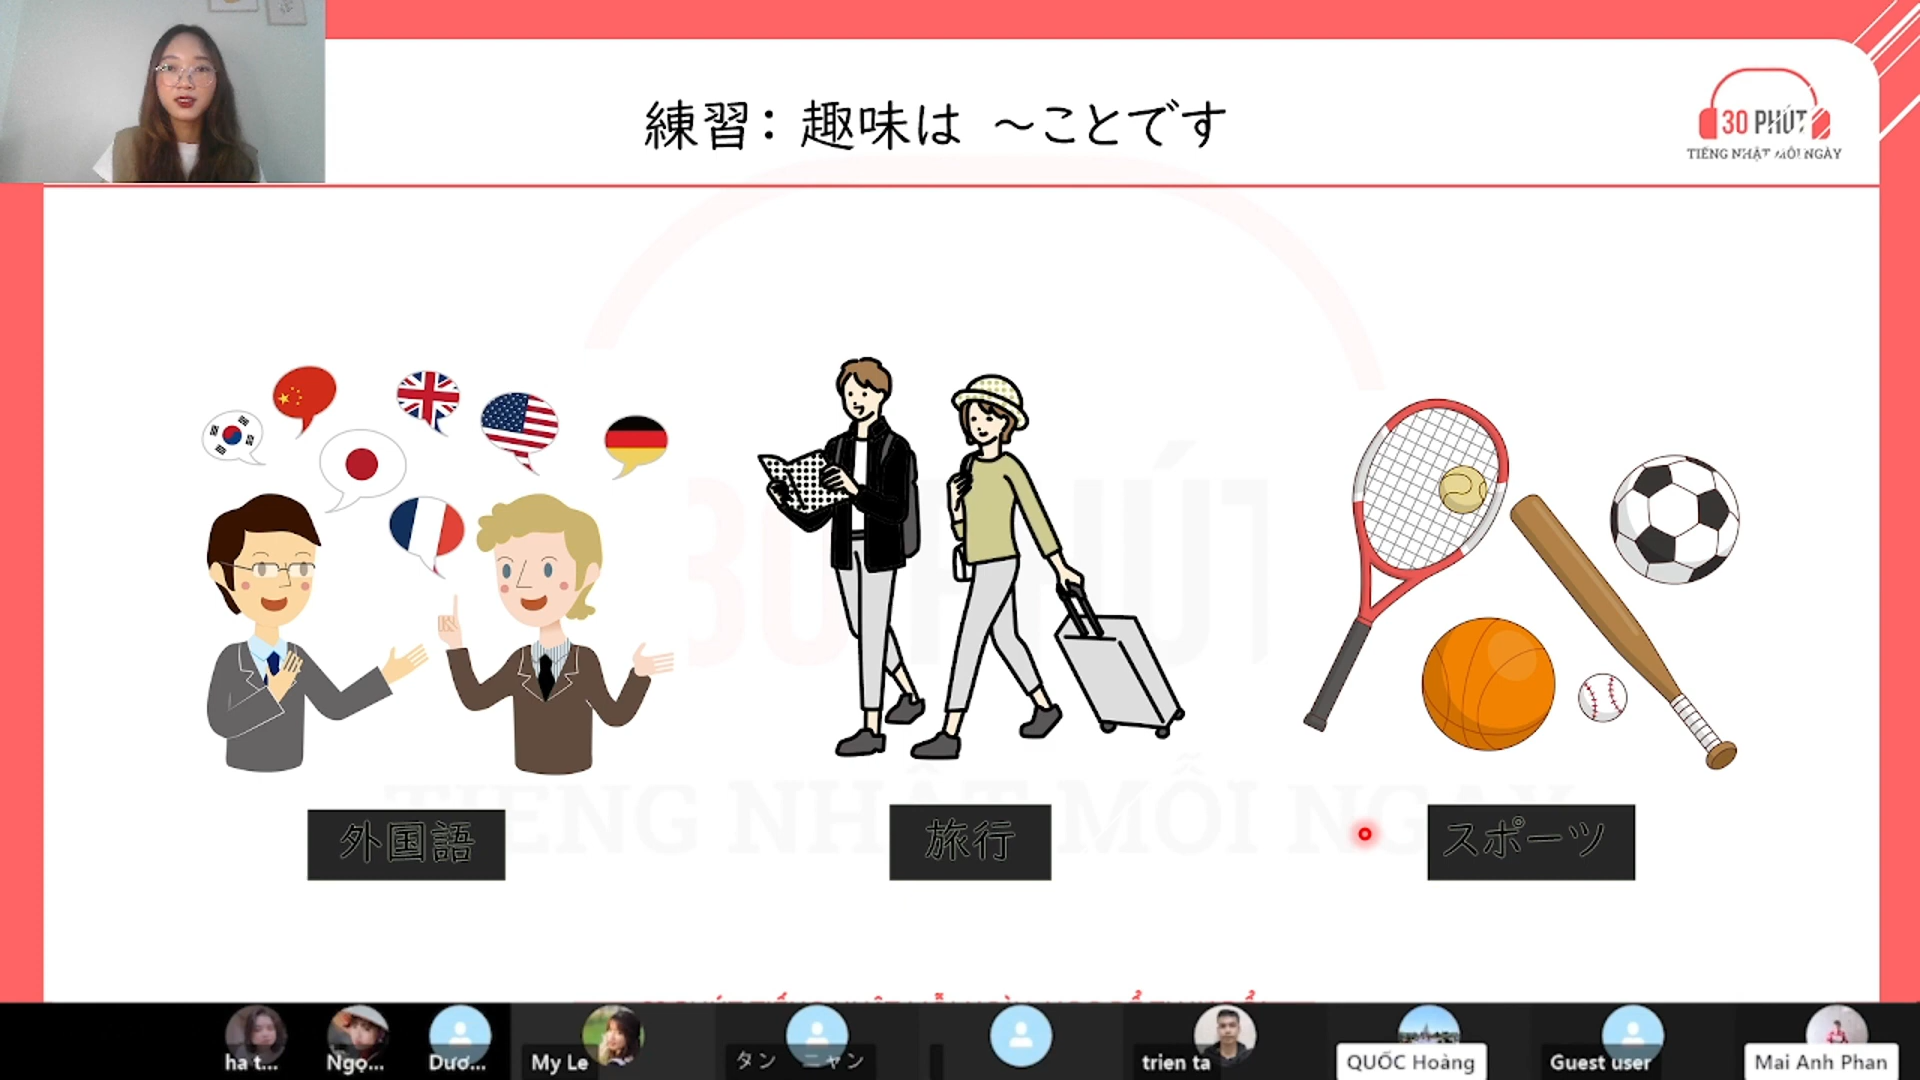 練習：趣味は ～ことです
30 PHÚT
TIẾNG NHẬT MỖI NGÀY
30 PHÚT
TIẾNG NHẬT MỖI NGÀY
外国語
旅行
スポーツ
ha t...
Ngọ...
Dươ...
My Le
タン ニャン
trien ta
QUỐC Hoàng
Guest user
Mai Anh Phan